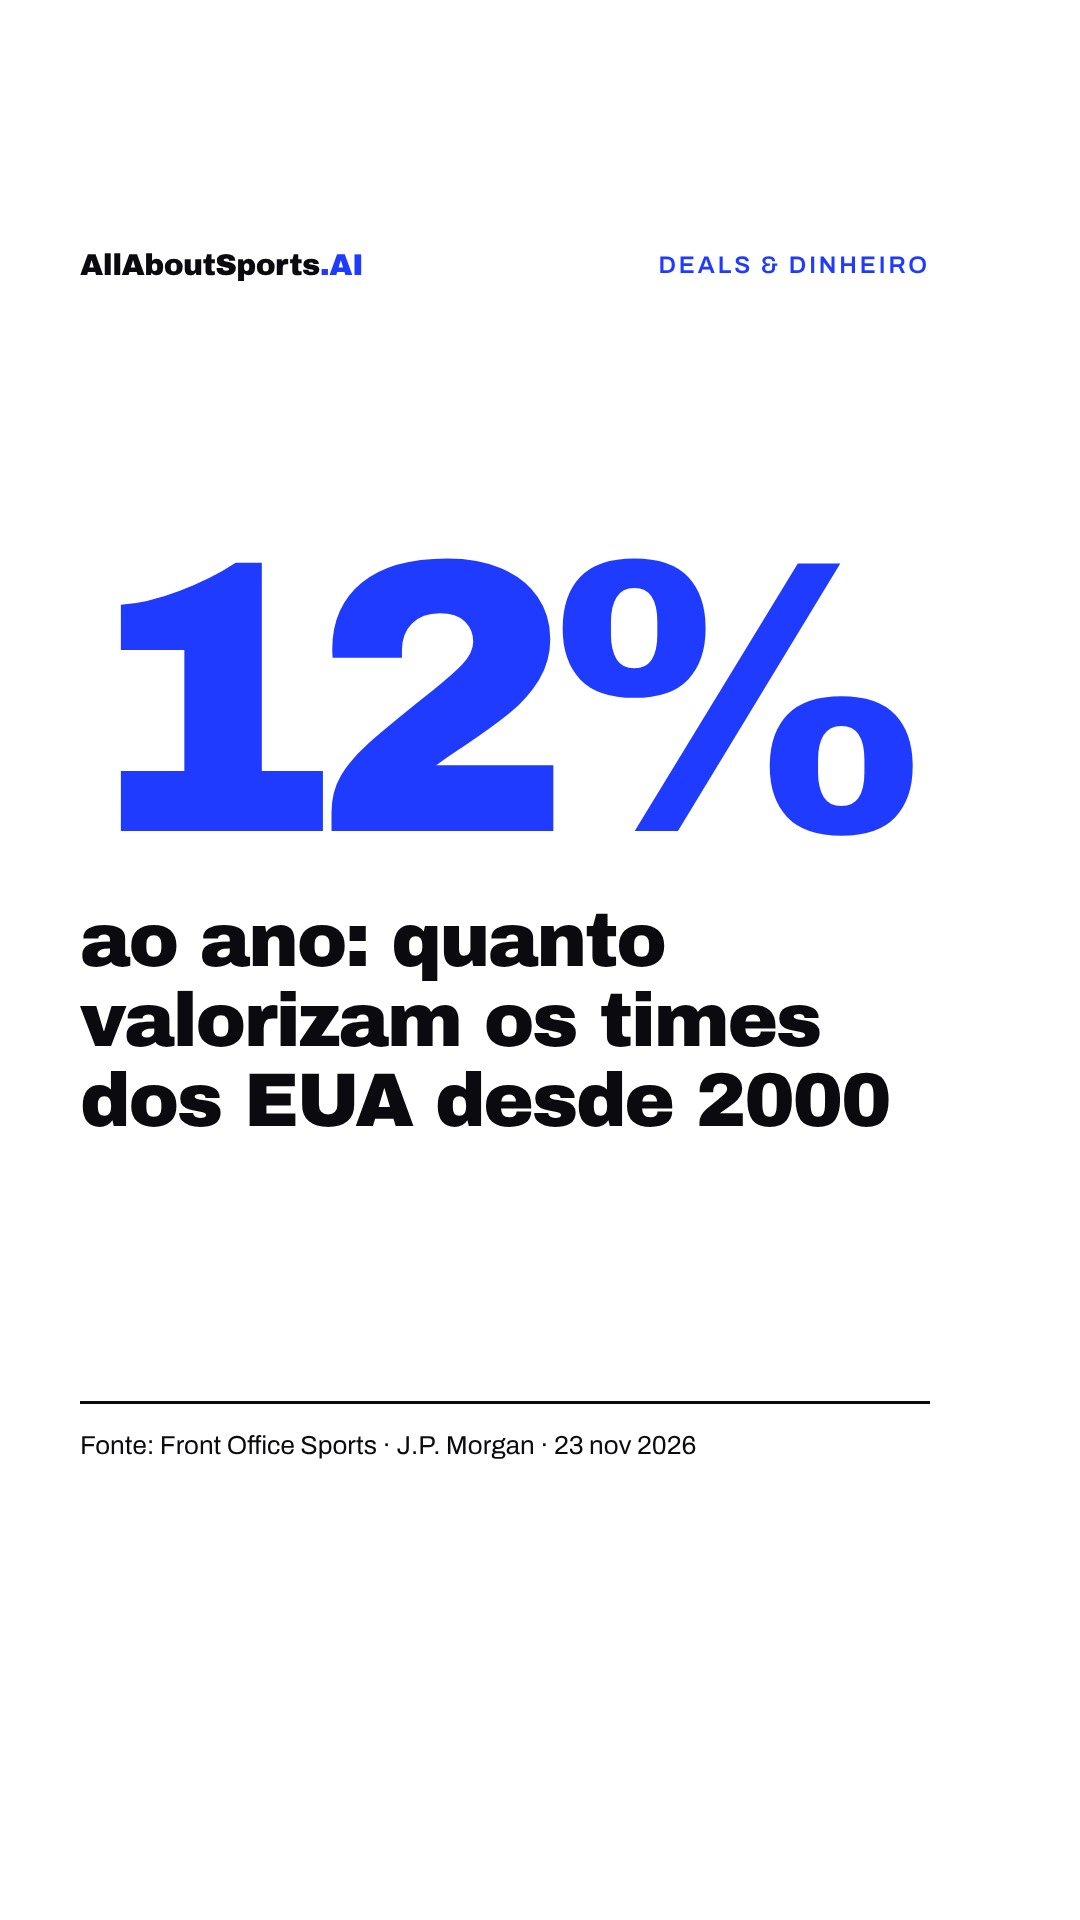 AllAboutSports.AI
DEALS & DINHEIRO
12%
ao ano: quanto
valorizam os times
dos EUA desde 2000
Fonte: Front Office Sports · J.P. Morgan · 23 nov 2026